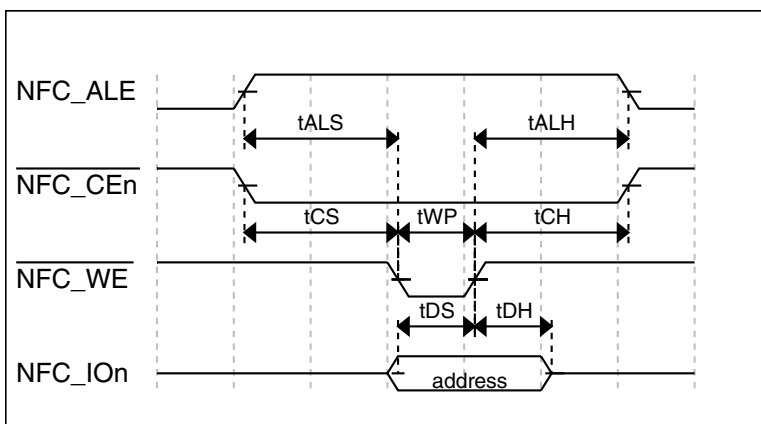 NFC_ALE
tALS tALH
NFC_CEn
tCS tWP tCH
NFC_WE
tDS tDH
NFC_IOn
address